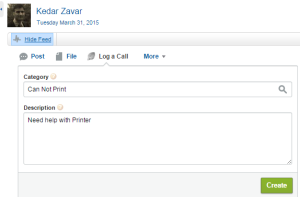 Kedar Zavar
Tuesday March 31, 2015
Hide Feed
Post File Log a Call More
Category
Can Not Print
Description
Need help with Printer
Create